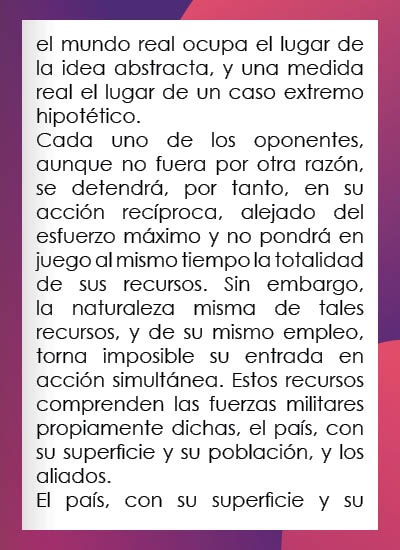 el mundo real ocupa el lugar de
la idea abstracta, y una medida
real el lugar de un caso extremo
hipotético.
Cada uno de los oponentes,
aunque no fuera por otra razón,
se detendrá, por tanto, en su
acción recíproca, alejado del
esfuerzo máximo y no pondrá en
juego al mismo tiempo la totalidad
de sus recursos. Sin embargo,
la naturaleza misma de tales
recursos, y de su mismo empleo,
torna imposible su entrada en
acción simultánea. Estos recursos
comprenden las fuerzas militares
propiamente dichas, el país, con
su superficie y su población, y los
aliados.
El país, con su superficie y su